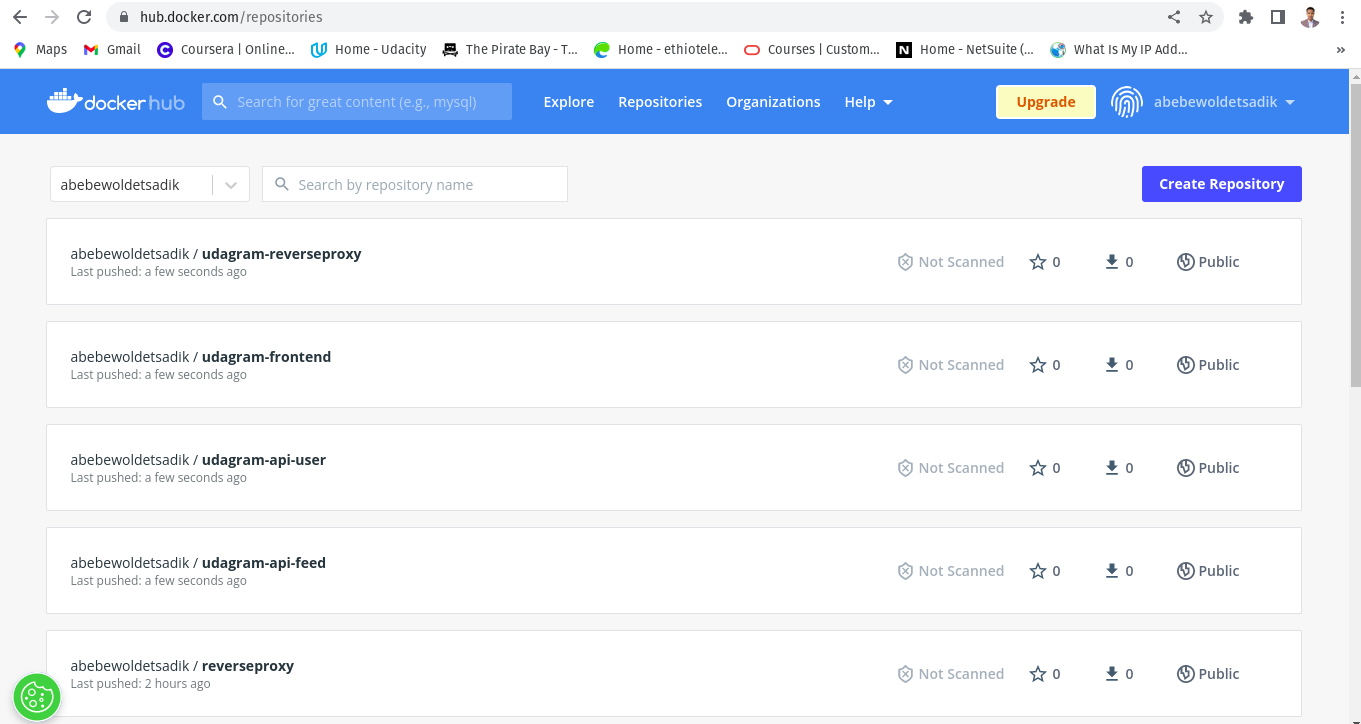 hub.docker.com/repositories
Maps Gmail Coursera | Online... Home - Udacity The Pirate Bay - T... Home - ethiotele... Courses | Custom... Home - NetSuite (... What Is My IP Add... »
docker hub Search for great content (e.g., mysql) Explore Repositories Organizations Help Upgrade abebewoldetsadik
abebewoldetsadik Search by repository name Create Repository
abebewoldetsadik / udagram-reverseproxy
Last pushed: a few seconds ago
Not Scanned 0 0 Public
abebewoldetsadik / udagram-frontend
Last pushed: a few seconds ago
Not Scanned 0 0 Public
abebewoldetsadik / udagram-api-user
Last pushed: a few seconds ago
Not Scanned 0 0 Public
abebewoldetsadik / udagram-api-feed
Last pushed: a few seconds ago
Not Scanned 0 0 Public
abebewoldetsadik / reverseproxy
Last pushed: 2 hours ago
Not Scanned 0 0 Public